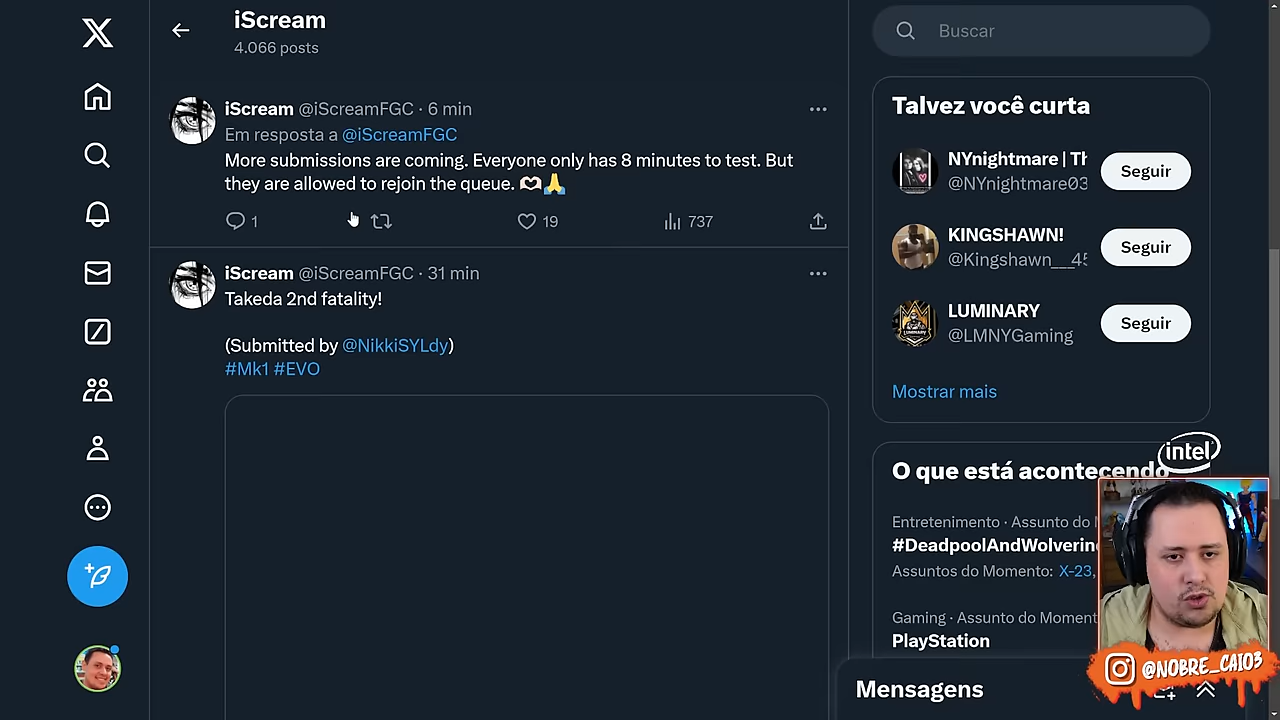 iScream
4.066 posts
iScream @iScreamFGC · 6 min
Em resposta a @iScreamFGC
More submissions are coming. Everyone only has 8 minutes to test. But
they are allowed to rejoin the queue. 🫶🙏
1
19
737
iScream @iScreamFGC · 31 min
Takeda 2nd fatality!
(Submitted by @NikkiSYLdy)
#Mk1 #EVO
Buscar
Talvez você curta
NYnightmare | Th
@NYnightmare03
Seguir
KINGSHAWN!
@Kingshawn__45
Seguir
LUMINARY
@LMNYGaming
Seguir
Mostrar mais
O que está acontecendo
intel
Entretenimento · Assunto do
#DeadpoolAndWolverine
Assuntos do Momento: X-23,
Gaming · Assunto do Moment
PlayStation
Mensagens
@NOBRE_CAIO3